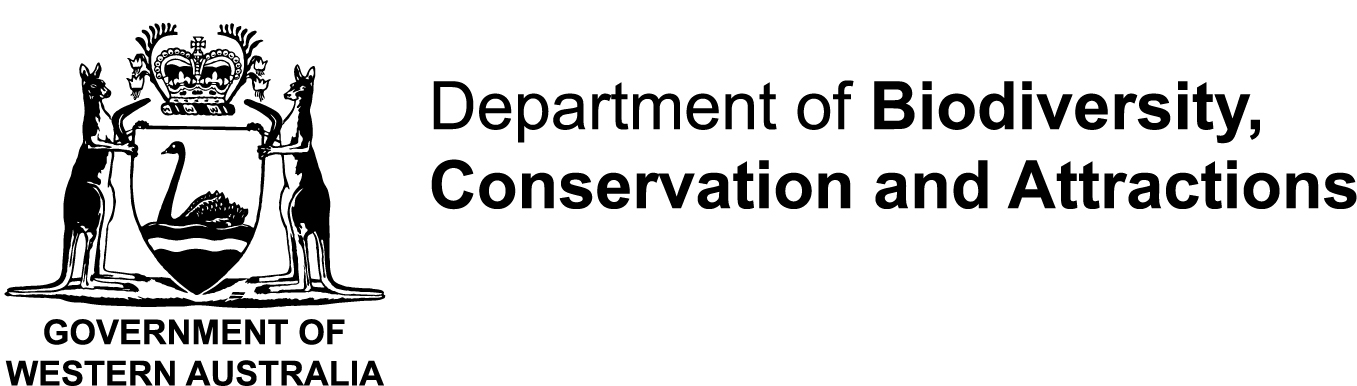 Department of Biodiversity,
Conservation and Attractions
GOVERNMENT OF
WESTERN AUSTRALIA